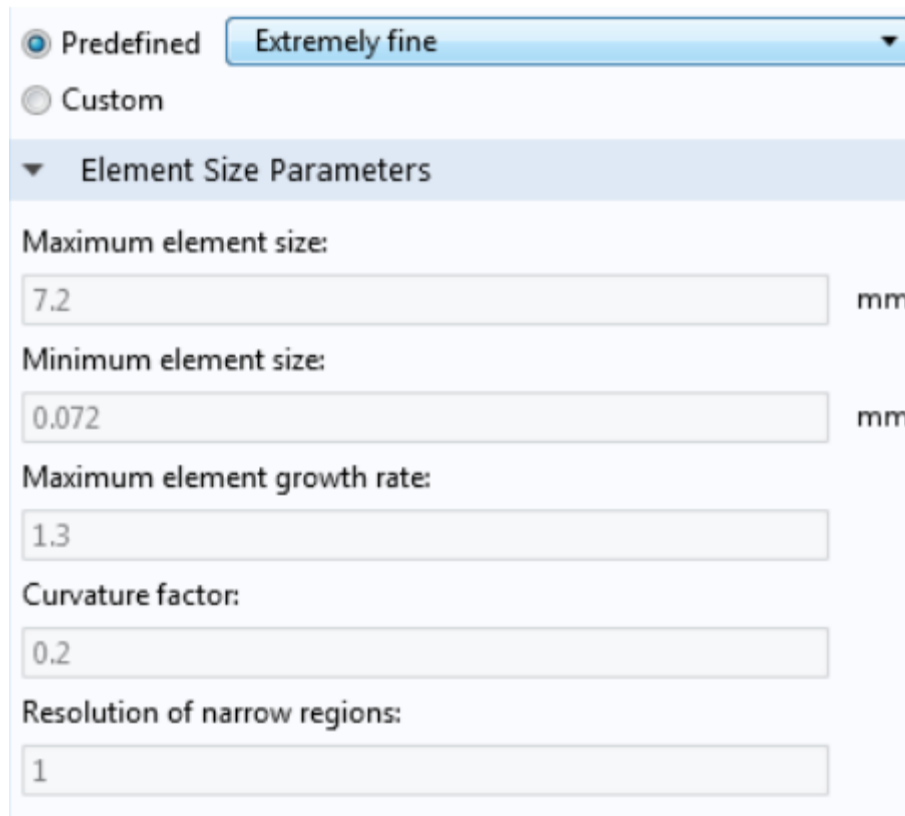 Predefined Extremely fine
Custom
Element Size Parameters
Maximum element size:
7.2 mm
Minimum element size:
0.072 mm
Maximum element growth rate:
1.3
Curvature factor:
0.2
Resolution of narrow regions:
1